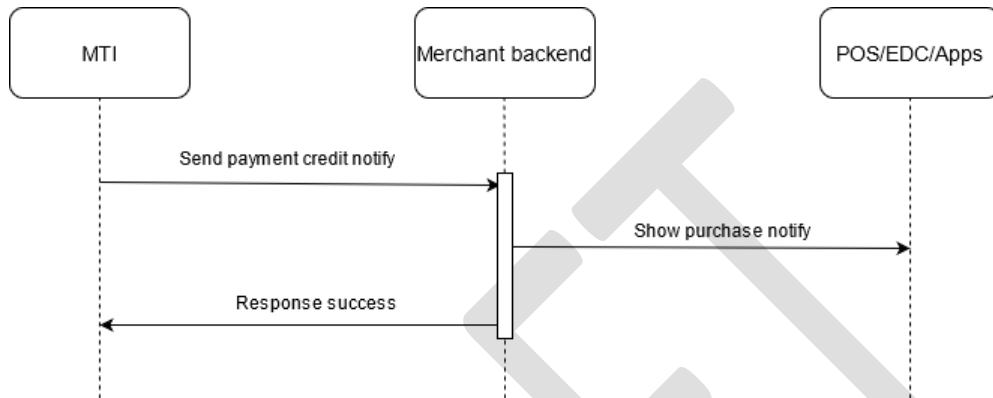 MTI
Merchant backend
POS/EDC/Apps
Send payment credit notify
Show purchase notify
Response success